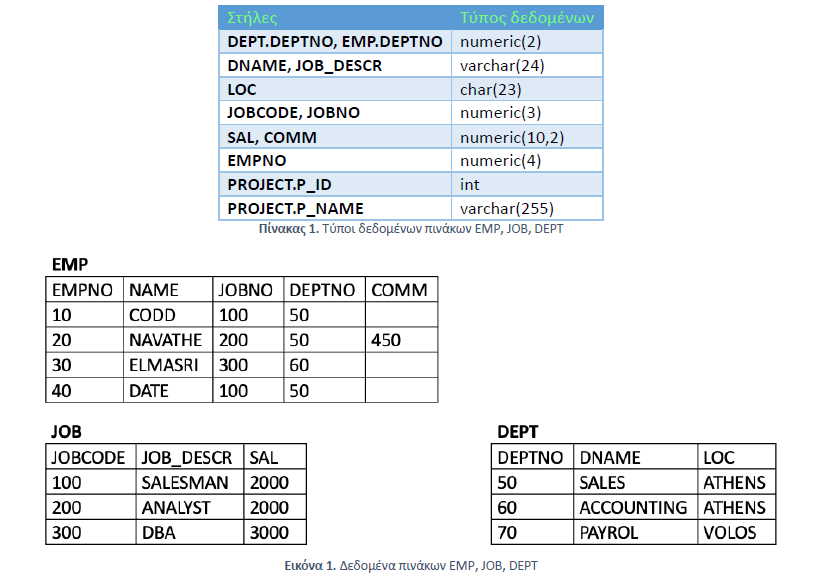 Στήλες Τύπος δεδομένων
DEPT.DEPTNO, EMP.DEPTNO numeric(2)
DNAME, JOB_DESCR varchar(24)
LOC char(23)
JOBCODE, JOBNO numeric(3)
SAL, COMM numeric(10,2)
EMPNO numeric(4)
PROJECT.P_ID int
PROJECT.P_NAME varchar(255)
Πίνακας 1. Τύποι δεδομένων πινάκων EMP, JOB, DEPT
EMP
EMPNO NAME JOBNO DEPTNO COMM
10 CODD 100 50
20 NAVATHE 200 50 450
30 ELMASRI 300 60
40 DATE 100 50
JOB
JOBCODE JOB_DESCR SAL
100 SALESMAN 2000
200 ANALYST 2000
300 DBA 3000
DEPT
DEPTNO DNAME LOC
50 SALES ATHENS
60 ACCOUNTING ATHENS
70 PAYROL VOLOS
Εικόνα 1. Δεδομένα πινάκων EMP, JOB, DEPT